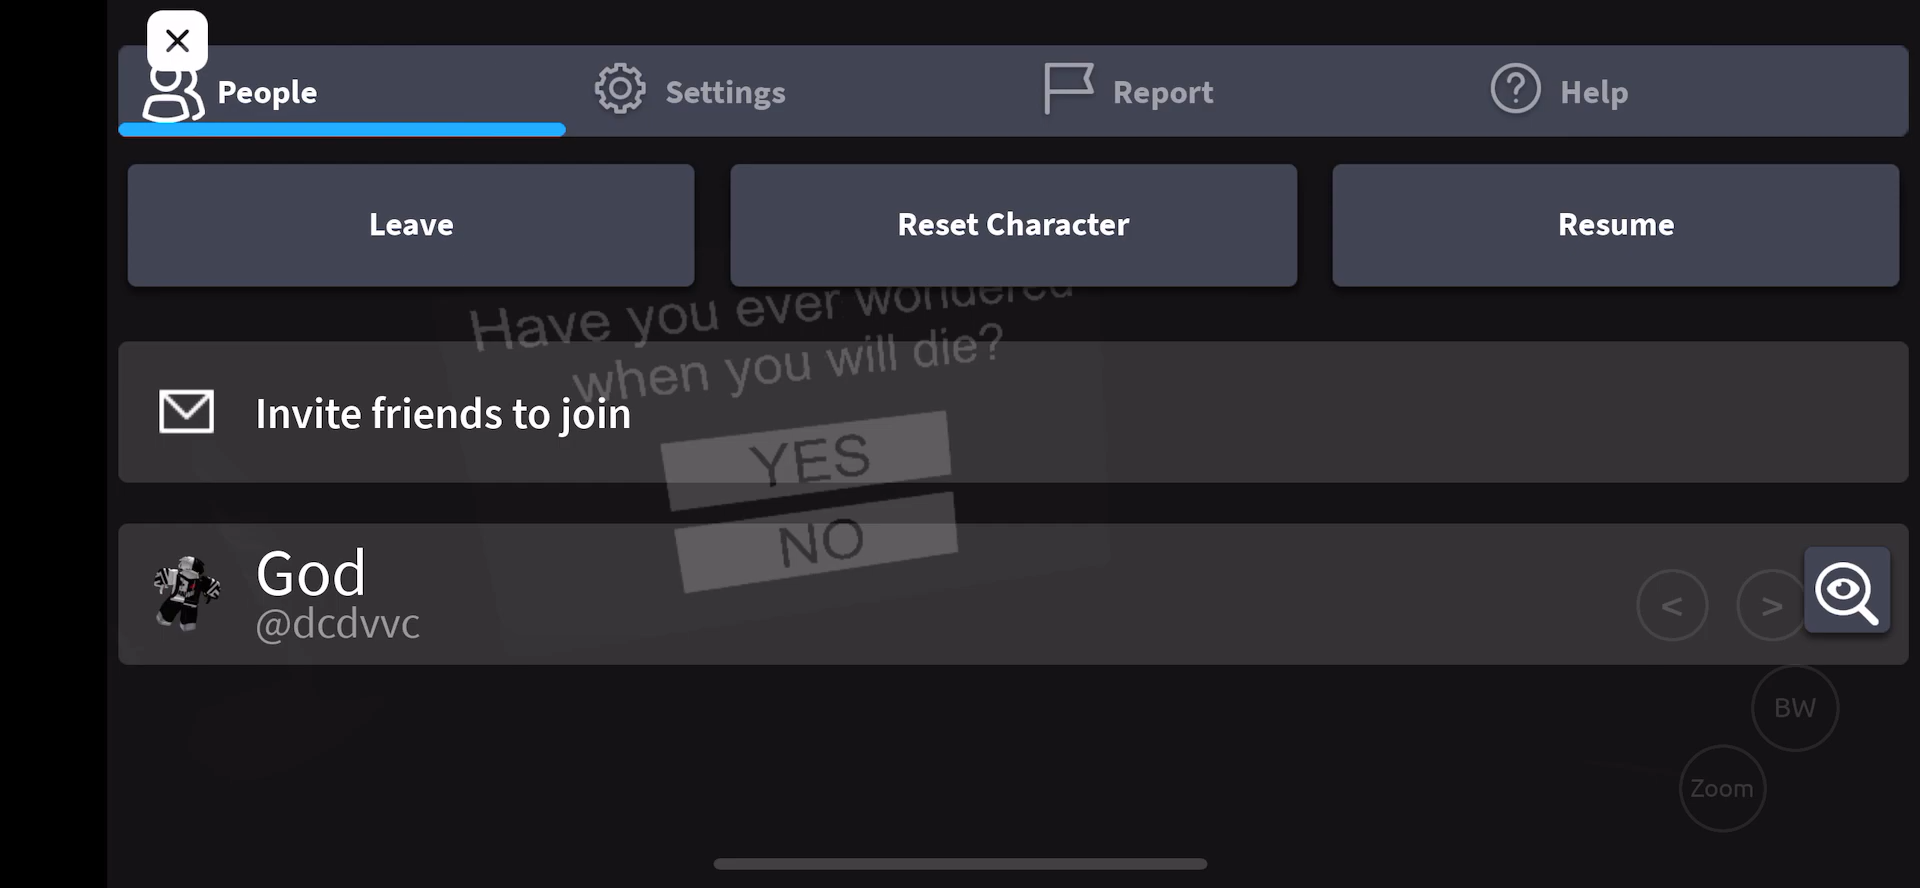 People
Settings
Report
Help
Leave
Reset Character
Resume
Have you ever wondered
when you will die?
Invite friends to join
YES
NO
God
@dcdvvc
<
>
BW
Zoom